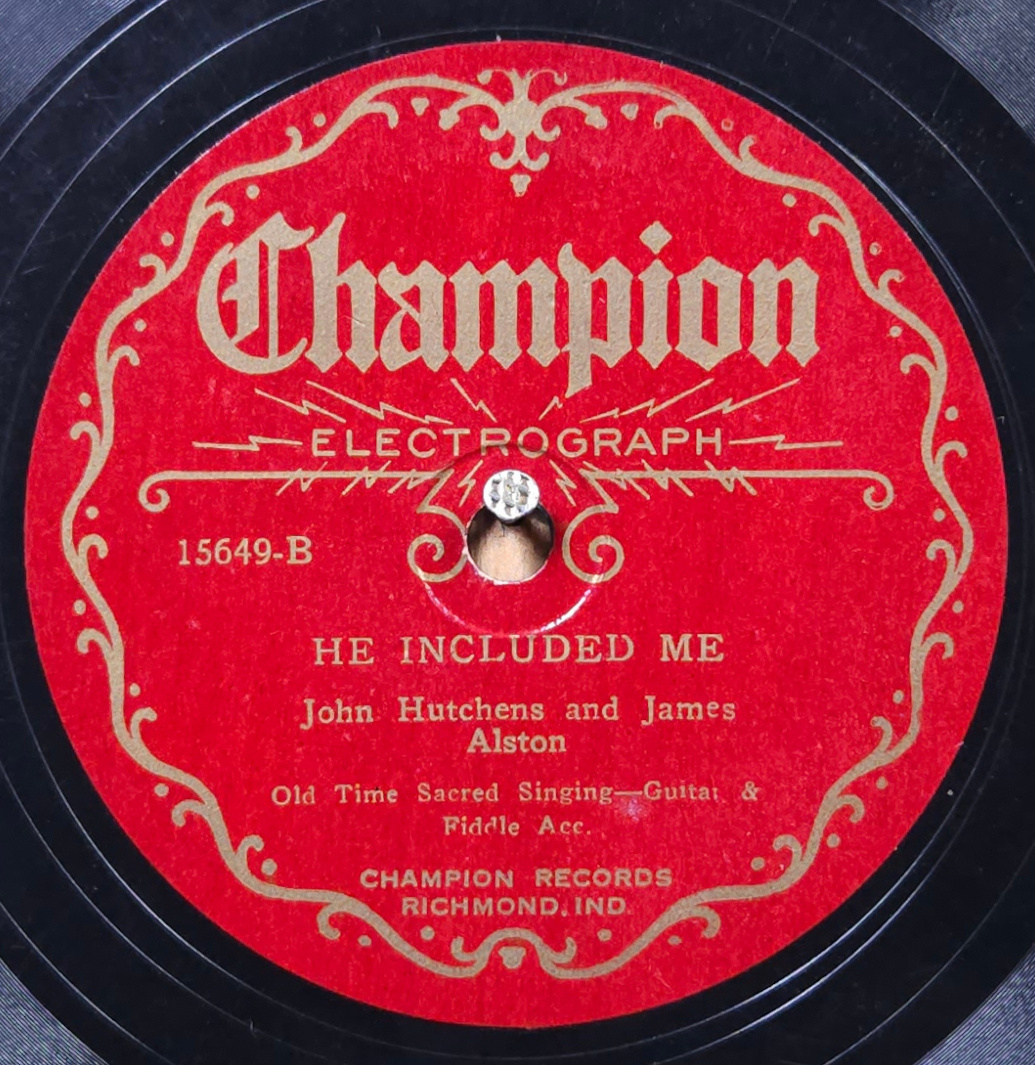 Champion
ELECTROGRAPH
15649-B
HE INCLUDED ME
John Hutchens and James
Alston
Old Time Sacred Singing—Guitar &
Fiddle Acc.
CHAMPION RECORDS
RICHMOND, IND.